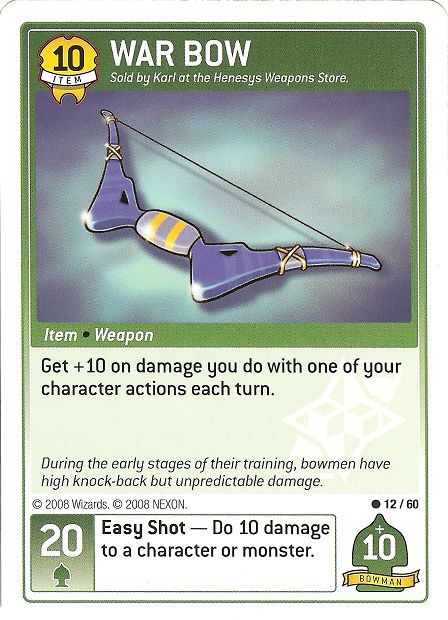 10
ITEM
WAR BOW
Sold by Karl at the Henesys Weapons Store.
Item • Weapon
Get +10 on damage you do with one of your
character actions each turn.
During the early stages of their training, bowmen have
high knock-back but unpredictable damage.
© 2008 Wizards. © 2008 NEXON.
● 12 / 60
20
Easy Shot — Do 10 damage
to a character or monster.
+
10
BOWMAN